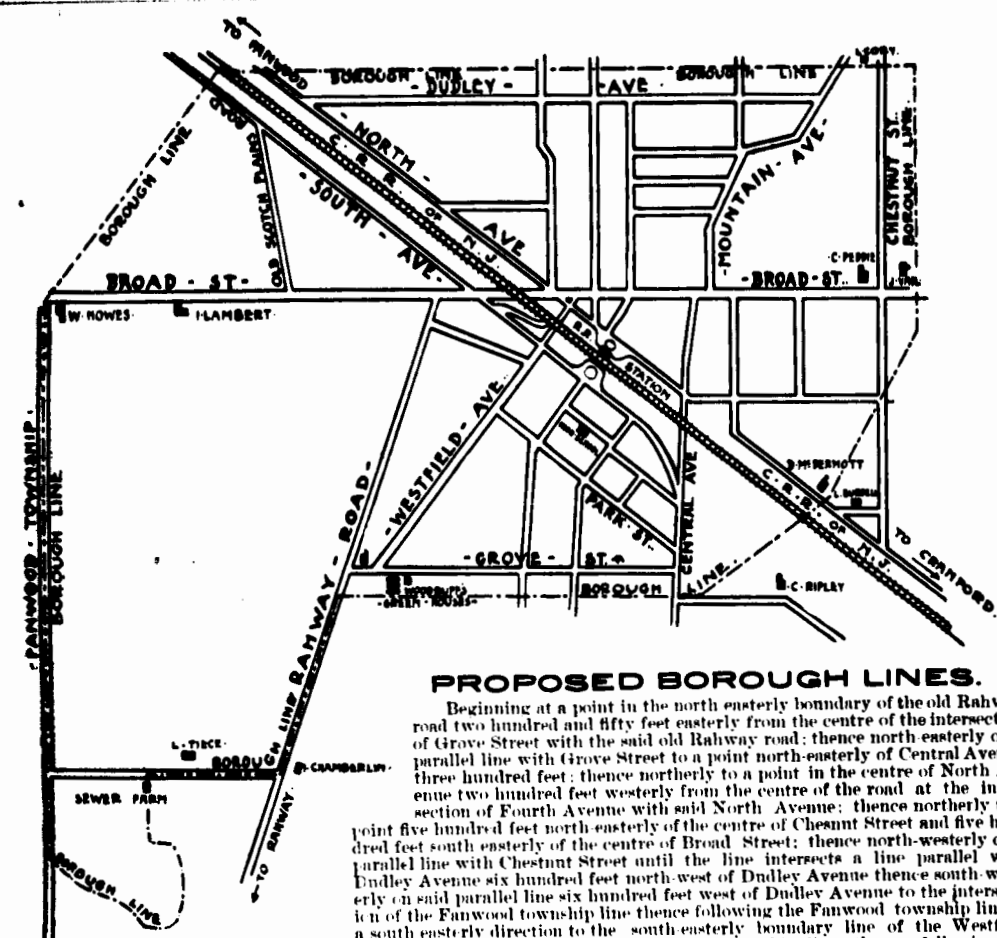 TO FANWOOD
BOROUGH LINE
BOROUGH LINE
- DUDLEY - - AVE -
- NORTH - AVE
C. R. R. OF N. J.
- SOUTH - AVE -
ROAD
OLD SCOTCH PLAINS
BOROUGH LINE
-MOUNTAIN-AVE-
CHESTNUT ST.
BOROUGH LINE
BROAD - ST-
-BROAD-ST.
W. HOWES-
I-LAMBERT-
R.R.
STATION
-WESTFIELD-AVE.
-FANWOOD-TOWNSHIP-
BOROUGH LINE
PARK-ST.
CENTRAL AVE
D-McDERMOTT
C. R. R. OF N. J.
TO CRANFORD.
-GROVE- ST.
BOROUGH LINE.
-GREEN-HOUSES-
-C-RIPLEY
RAHWAY-ROAD-
BOROUGH LINE
-CHAMBERLIN-
SEWER FARM
TO RAHWAY
BOROUGH LINE
PROPOSED BOROUGH LINES.
Beginning at a point in the north easterly boundary of the old Rahw
road two hundred and fifty feet easterly from the centre of the intersect
of Grove Street with the said old Rahway road; thence north-easterly o
parallel line with Grove Street to a point north-easterly of Central Aven
three hundred feet; thence northerly to a point in the centre of North
enue two hundred feet westerly from the centre of the road at the in
section of Fourth Avenue with said North Avenue; thence northerly
point five hundred feet north-easterly of the centre of Chesnnt Street and five h
dred feet south easterly of the centre of Broad Street; thence north-westerly o
parallel line with Chestnut Street until the line intersects a line parallel w
Dudley Avenue six hundred feet north-west of Dudley Avenue thence south-w
erly on said parallel line six hundred feet west of Dudley Avenue to the inters
ion of the Fanwood township line thence following the Fanwood township lin
a south easterly direction to the south-easterly boundary line of the Westf